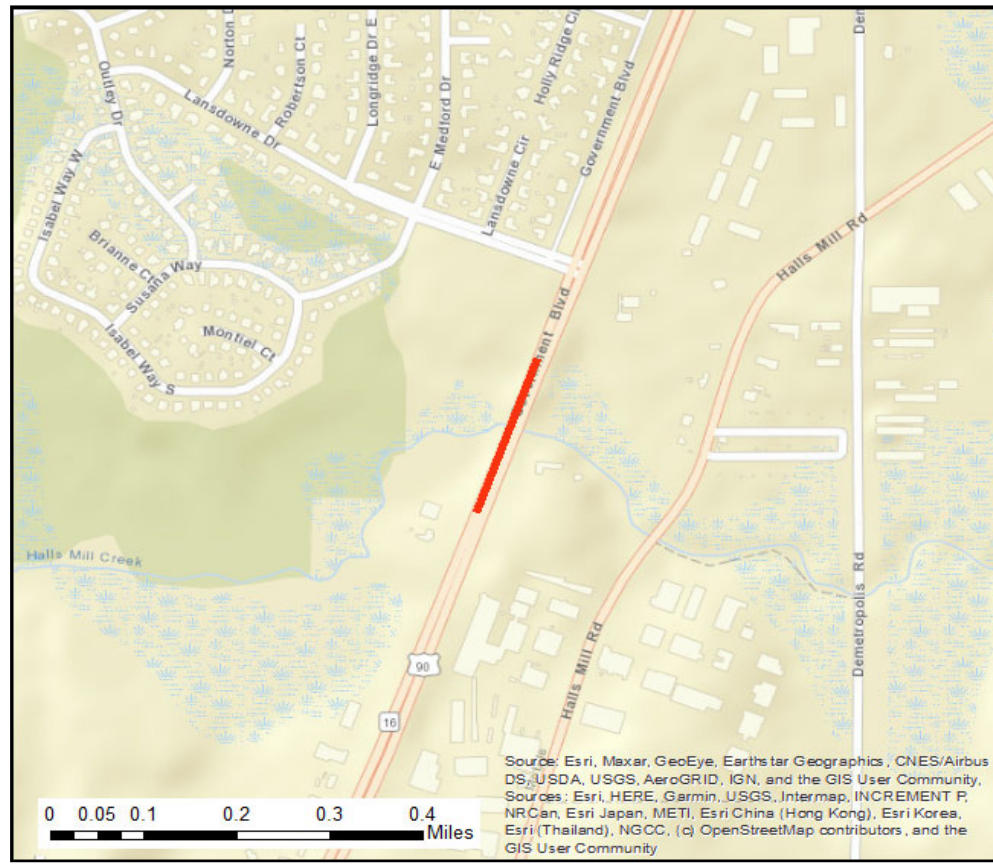 Norton D
Outley Dr
Robertson Ct
Longridge Dr E
E Medford Dr
Holly Ridge Cir
Government Blvd
Den
Lansdowne Dr
Lansdowne Cir
Isabel Way W
Brianne Ct
Susana Way
Montiel Ct
Isabel Way S
Halls Mill Rd
Blvd
Halls Mill Creek
Demetropolis Rd
Halls Mill Rd
90
16
Source: Esri, Maxar, GeoEye, Earthstar Geographics, CNES/Airbus
DS, USDA, USGS, AeroGRID, IGN, and the GIS User Community,
Sources: Esri, HERE, Garmin, USGS, Intermap, INCREMENT P,
NRCan, Esri Japan, METI, Esri China (Hong Kong), Esri Korea,
Esri (Thailand), NGCC, (c) OpenStreetMap contributors, and the
GIS User Community
0 0.05 0.1 0.2 0.3 0.4
Miles